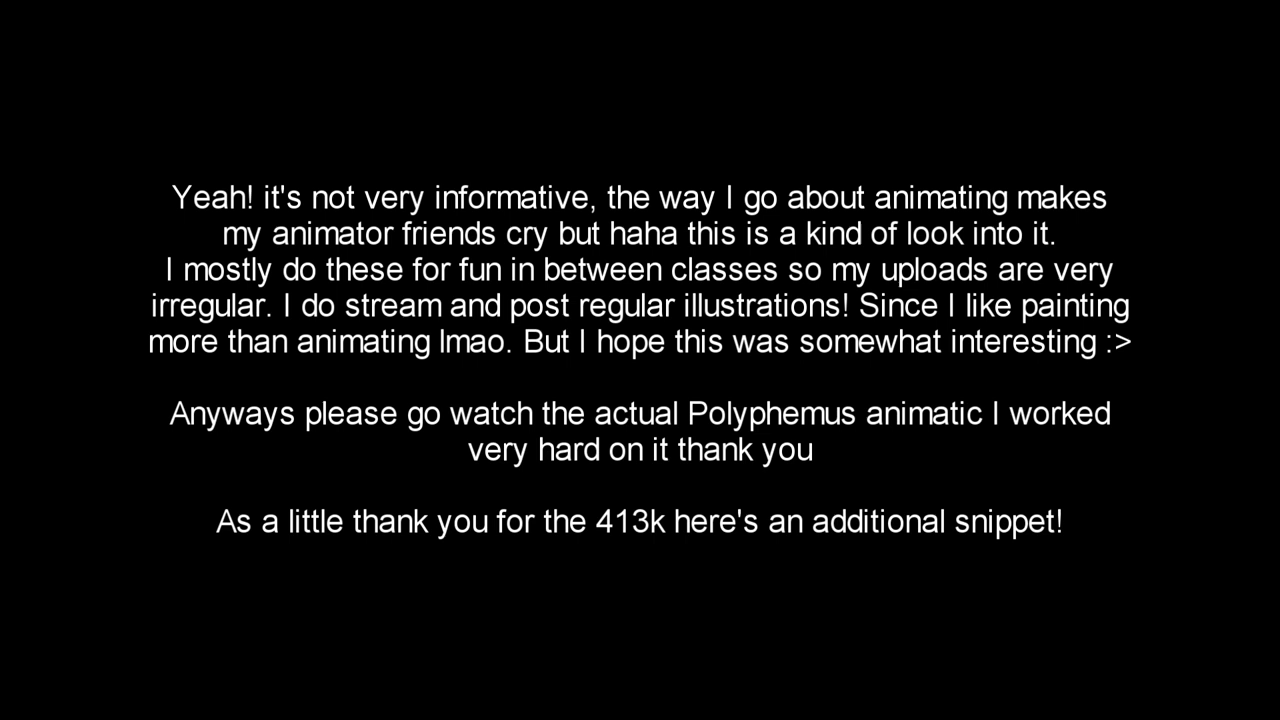 Yeah! it's not very informative, the way I go about animating makes
my animator friends cry but haha this is a kind of look into it.
I mostly do these for fun in between classes so my uploads are very
irregular. I do stream and post regular illustrations! Since I like painting
more than animating lmao. But I hope this was somewhat interesting :>
Anyways please go watch the actual Polyphemus animatic I worked
very hard on it thank you
As a little thank you for the 413k here's an additional snippet!